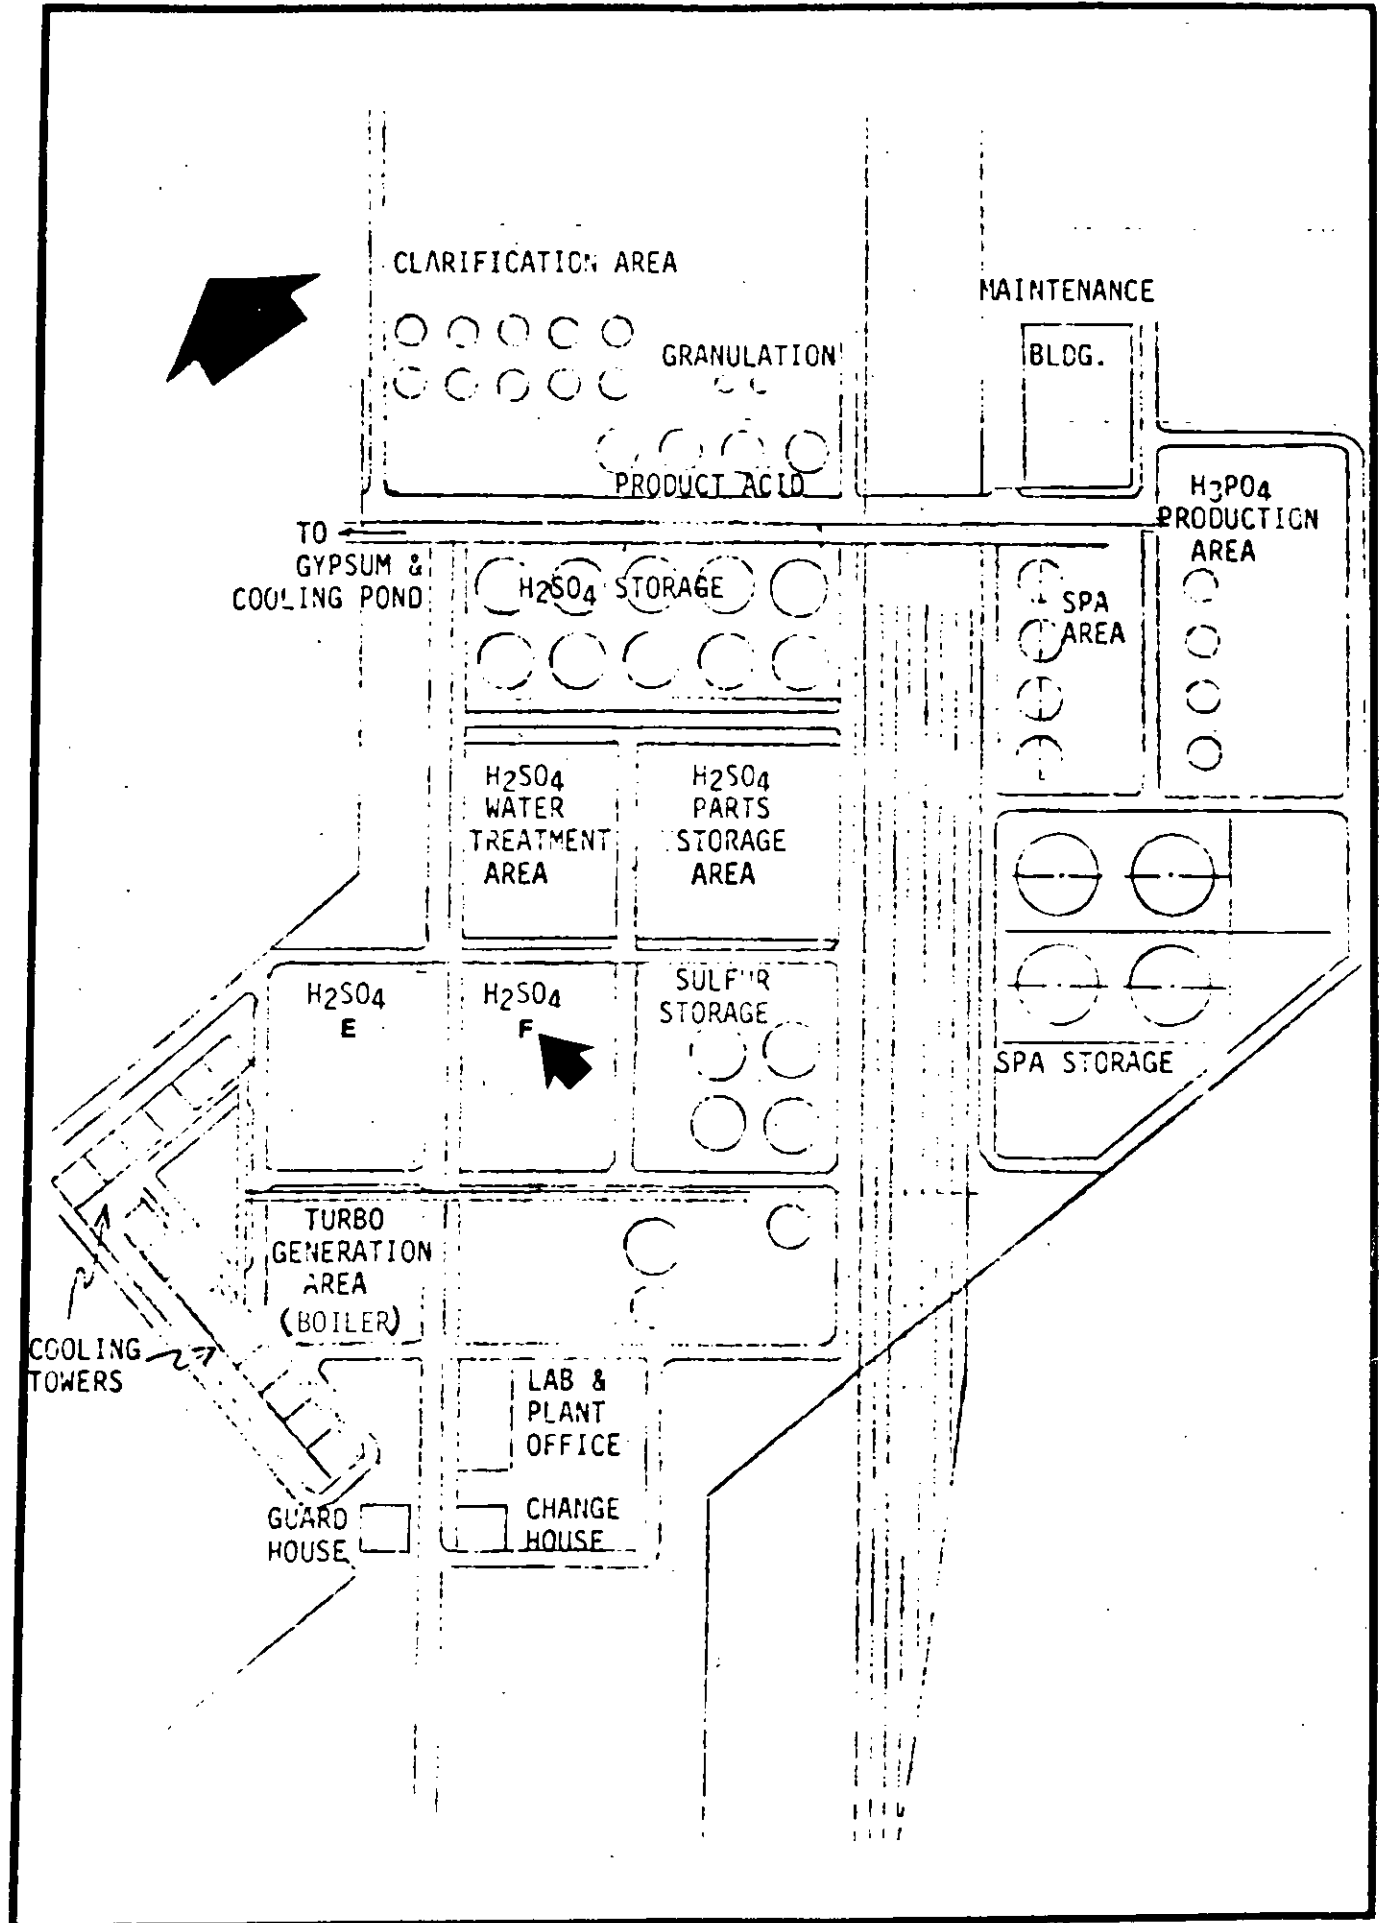 CLARIFICATION AREA
MAINTENANCE
BLDG.
GRANULATION
PRODUCT ACID
H3PO4
PRODUCTION
AREA
TO
GYPSUM &
COOLING POND
H2SO4 STORAGE
SPA
AREA
H2SO4
WATER
TREATMENT
AREA
H2SO4
PARTS
STORAGE
AREA
H2SO4
E
H2SO4
F
SULFUR
STORAGE
SPA STORAGE
TURBO
GENERATION
AREA
(BOILER)
COOLING
TOWERS
LAB &
PLANT
OFFICE
GUARD
HOUSE
CHANGE
HOUSE